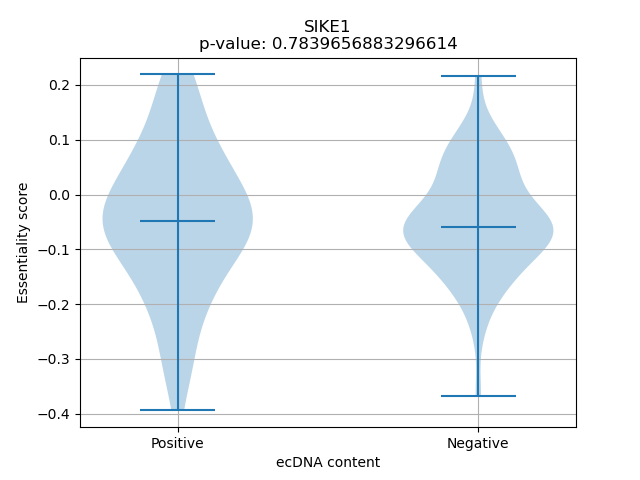 SIKE1
p-value: 0.7839656883296614
0.2
0.1
0.0
−0.1
−0.2
−0.3
−0.4
Essentiality score
Positive
Negative
ecDNA content